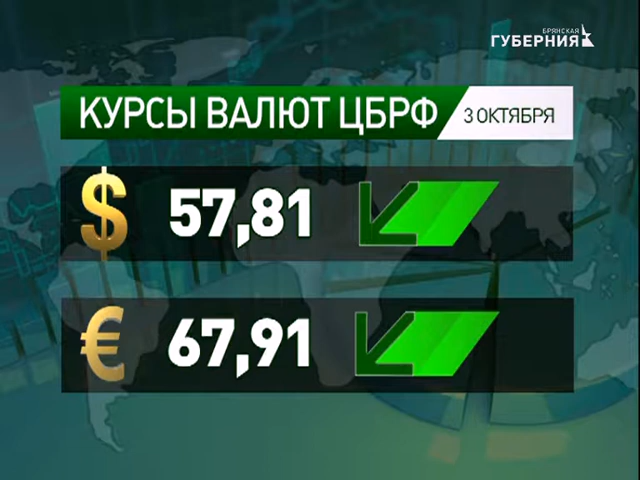 БРЯНСКАЯ
ГУБЕРНИЯ
КУРСЫ ВАЛЮТ ЦБРФ
3 ОКТЯБРЯ
$ 57,81
€ 67,91